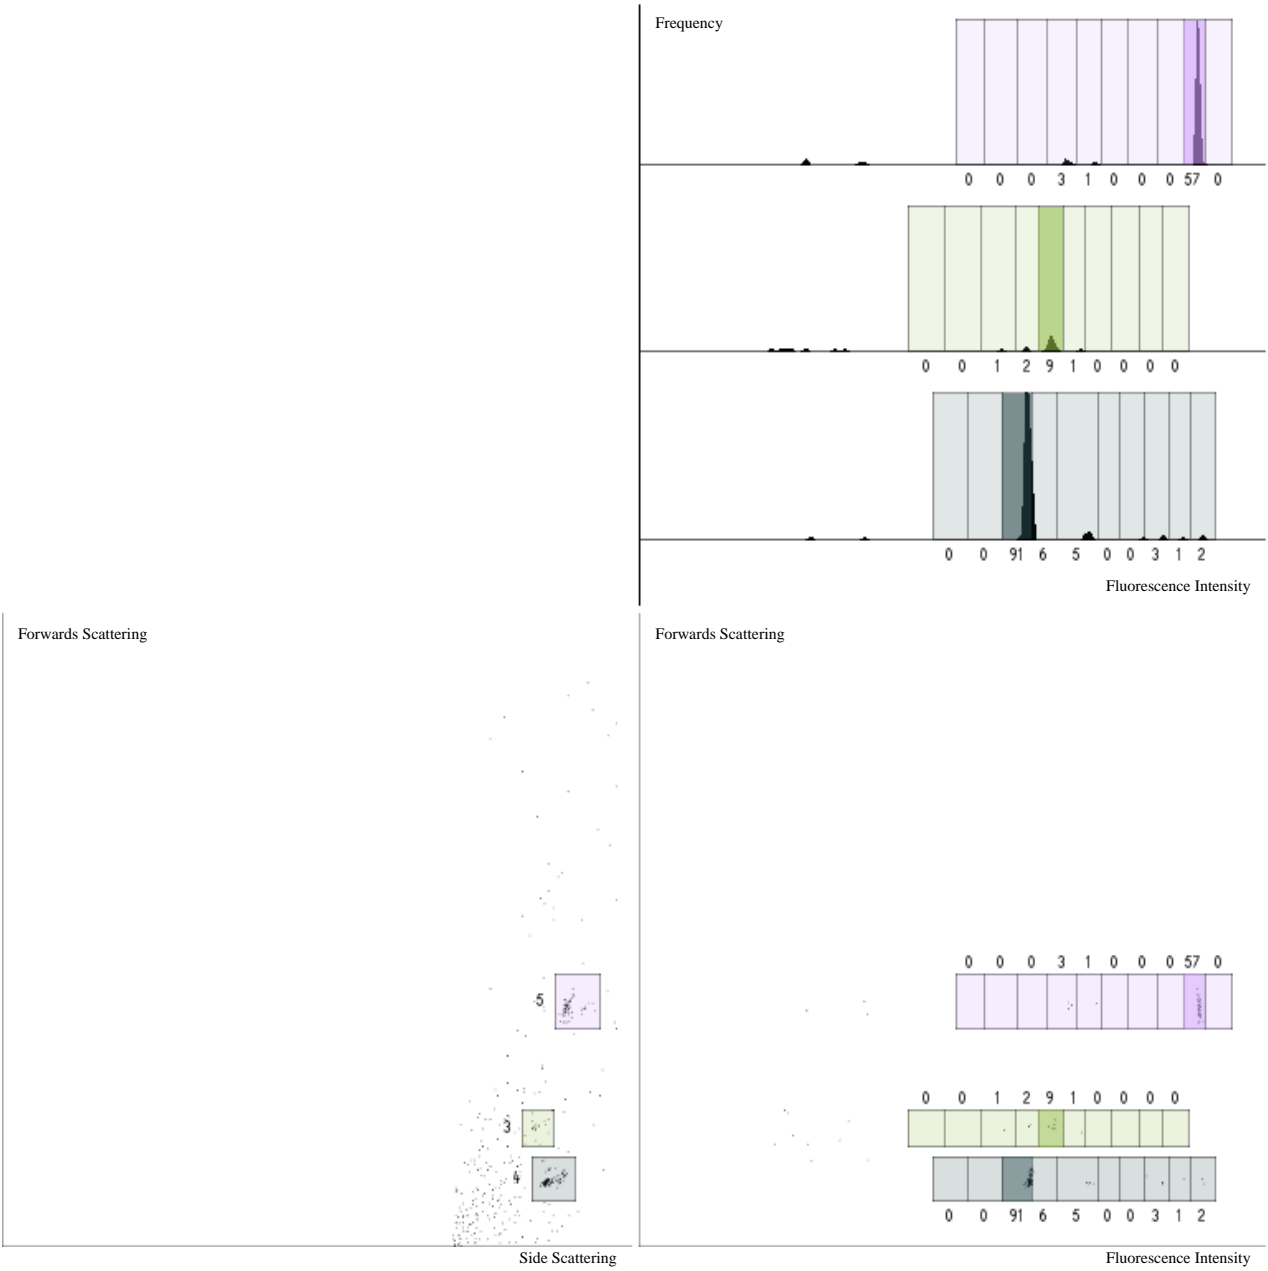 Frequency
0 0 0 3 1 0 0 0 57 0
0 0 1 2 9 1 0 0 0 0
0 0 91 6 5 0 0 3 1 2
Fluorescence Intensity
Forwards Scattering
5
3
4
Side Scattering
Forwards Scattering
0 0 0 3 1 0 0 0 57 0
0 0 1 2 9 1 0 0 0 0
0 0 91 6 5 0 0 3 1 2
Fluorescence Intensity